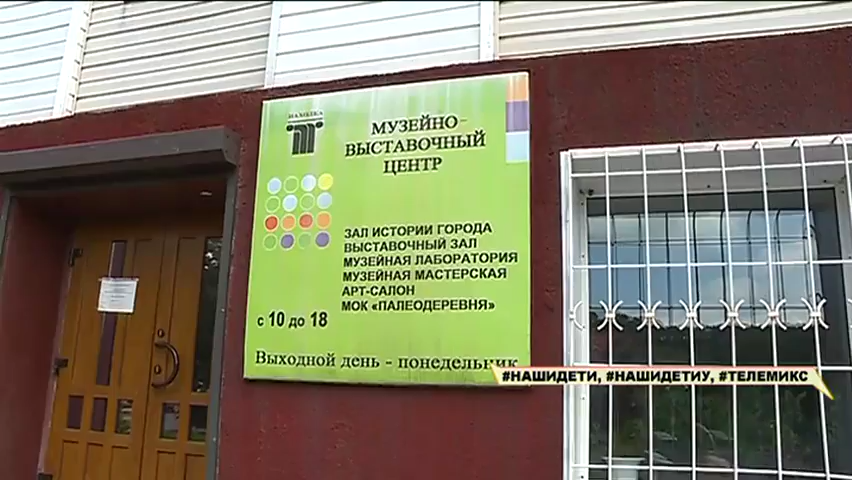 НАХОДКА
МУЗЕЙНО-
ВЫСТАВОЧНЫЙ
ЦЕНТР
ЗАЛ ИСТОРИИ ГОРОДА
ВЫСТАВОЧНЫЙ ЗАЛ
МУЗЕЙНАЯ ЛАБОРАТОРИЯ
МУЗЕЙНАЯ МАСТЕРСКАЯ
АРТ-САЛОН
МОК «ПАЛЕОДЕРЕВНЯ»
с 10 до 18
Выходной день - понедельник
#НАШИДЕТИ, #НАШИДЕТИУ, #ТЕЛЕМИКС